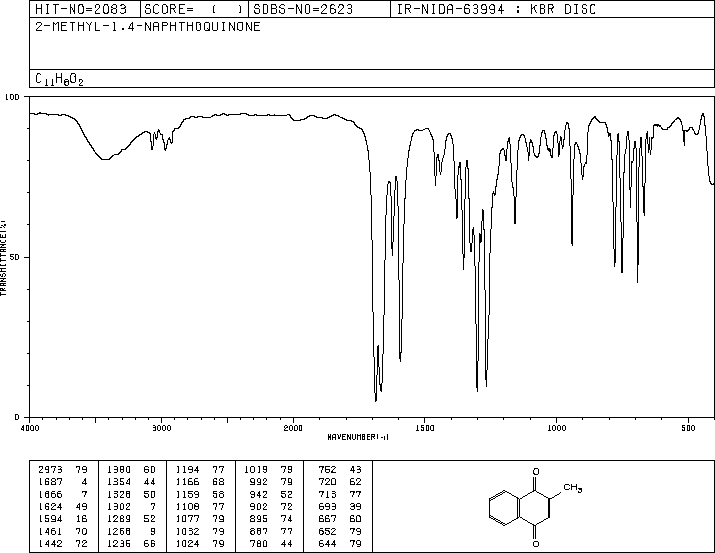 HIT-NO=2083 SCORE= ( ) SDBS-NO=2623 IR-NIDA-63994 : KBR DISC
2-METHYL-1,4-NAPHTHOQUINONE
C11H8O2
100
50
0
TRANSMITTANCE(%)
4000 3000 2000 1500 1000 500
WAVENUMBER(-1)
2973 79 1380 60 1194 77 1019 79 752 43
1687 4 1354 44 1166 68 992 79 720 62
1666 7 1328 50 1159 58 942 52 713 77
1624 49 1302 7 1108 77 902 72 693 39
1594 16 1289 52 1077 79 895 74 667 60
1461 70 1268 9 1032 79 887 77 652 79
1442 72 1236 66 1024 79 780 44 644 79
O
CH3
O